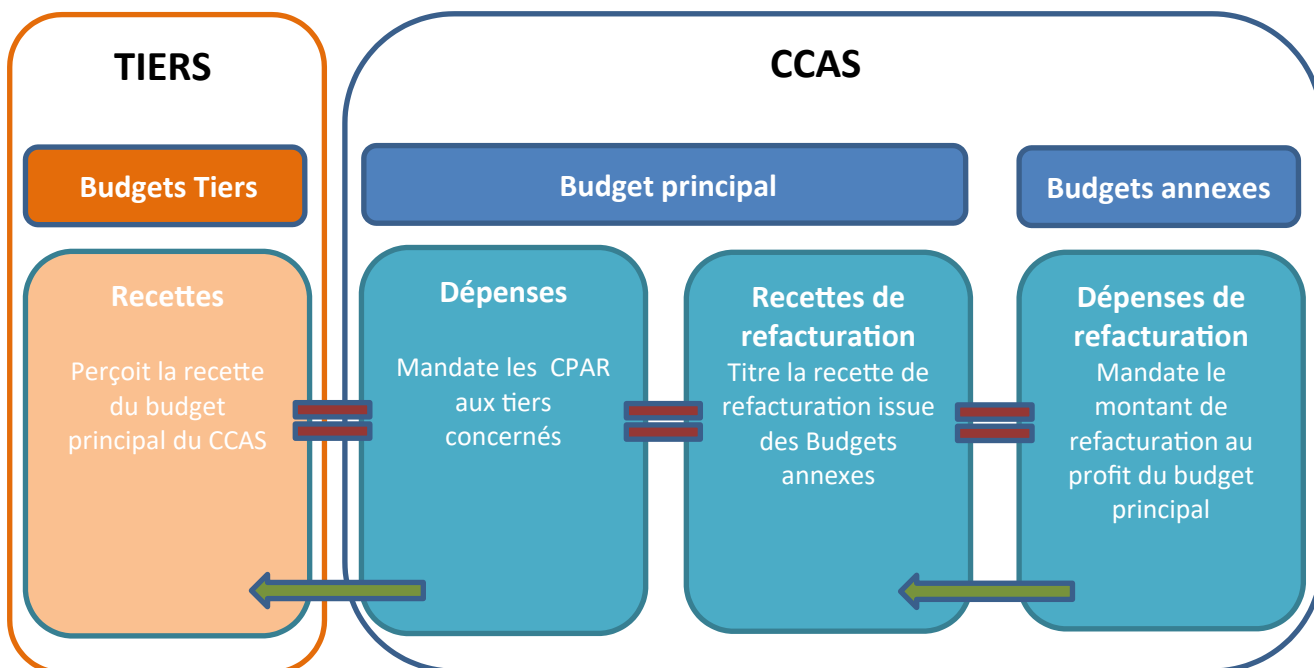 TIERS
CCAS
Budgets Tiers
Budget principal
Budgets annexes
Recettes
Perçoit la recette
du budget
principal du CCAS
Dépenses
Mandate les  CPAR
aux tiers
concernés
Recettes de
refacturation
Titre la recette de
refacturation issue
des Budgets
annexes
Dépenses de
refacturation
Mandate le
montant de
refacturation au
profit du budget
principal